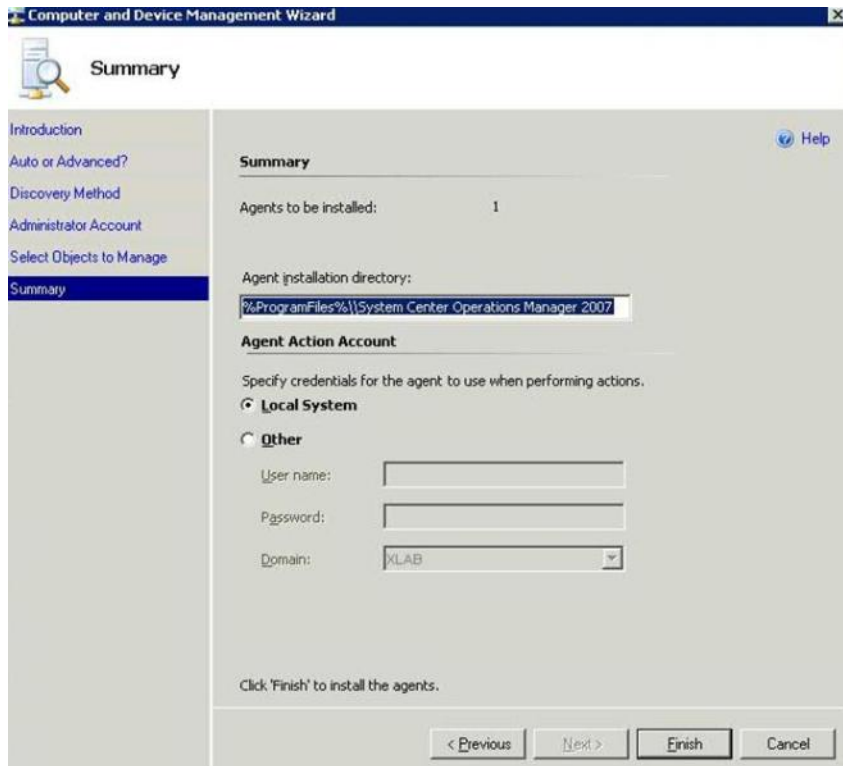 Computer and Device Management Wizard
Summary
Introduction
Auto or Advanced?
Discovery Method
Administrator Account
Select Objects to Manage
Summary
Help
Summary
Agents to be installed: 1
Agent installation directory:
%ProgramFiles%\\System Center Operations Manager 2007
Agent Action Account
Specify credentials for the agent to use when performing actions.
Local System
Other
User name:
Password:
Domain: XLAB
Click 'Finish' to install the agents.
< Previous Next > Finish Cancel